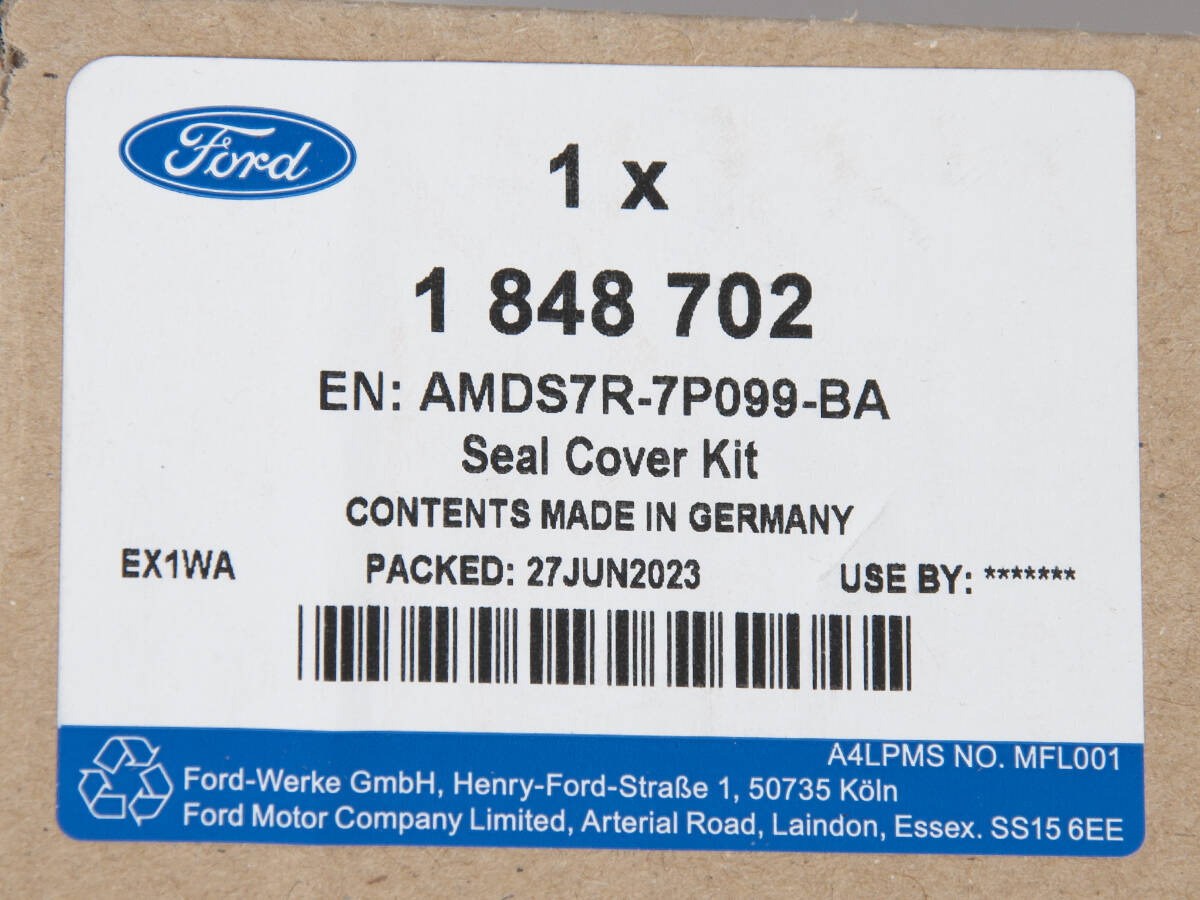 Ford
1 x
1 848 702
EN: AMDS7R-7P099-BA
Seal Cover Kit
CONTENTS MADE IN GERMANY
EX1WA PACKED: 27JUN2023 USE BY: *******
A4LPMS NO. MFL001
Ford-Werke GmbH, Henry-Ford-Straße 1, 50735 Köln
Ford Motor Company Limited, Arterial Road, Laindon, Essex. SS15 6EE